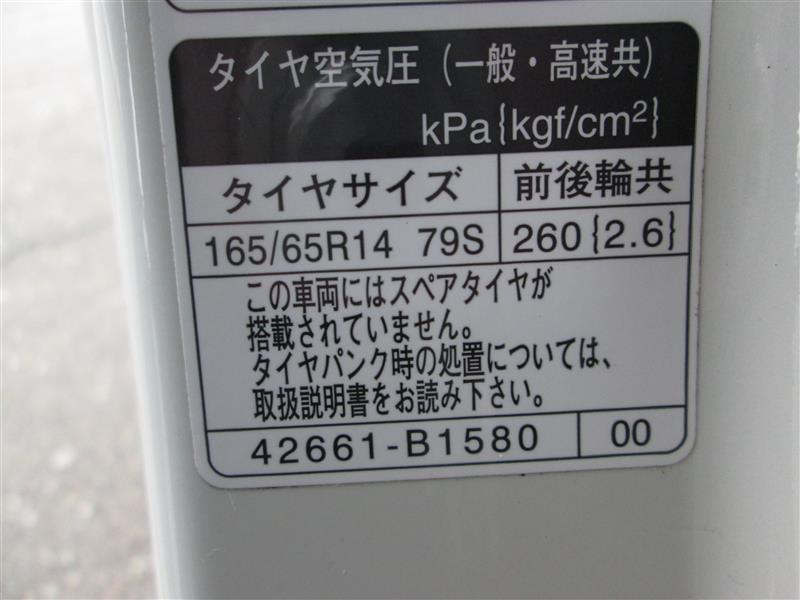 タイヤ空気圧（一般・高速共）
kPa{kgf/cm²}
タイヤサイズ 前後輪共
165/65R14 79S 260{2.6}
この車両にはスペアタイヤが
搭載されていません。
タイヤパンク時の処置については、
取扱説明書をお読み下さい。
42661-B1580 00